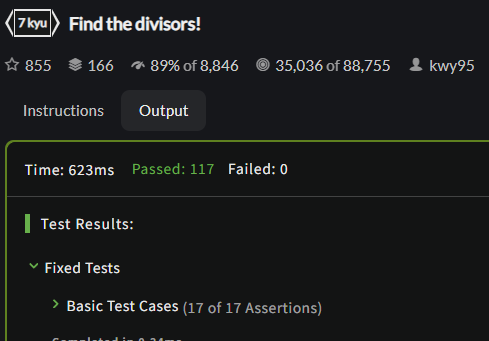 7 kyu Find the divisors!
855 166 89% of 8,846 35,036 of 88,755 kwy95
Instructions Output
Time: 623ms Passed: 117 Failed: 0
Test Results:
Fixed Tests
Basic Test Cases (17 of 17 Assertions)